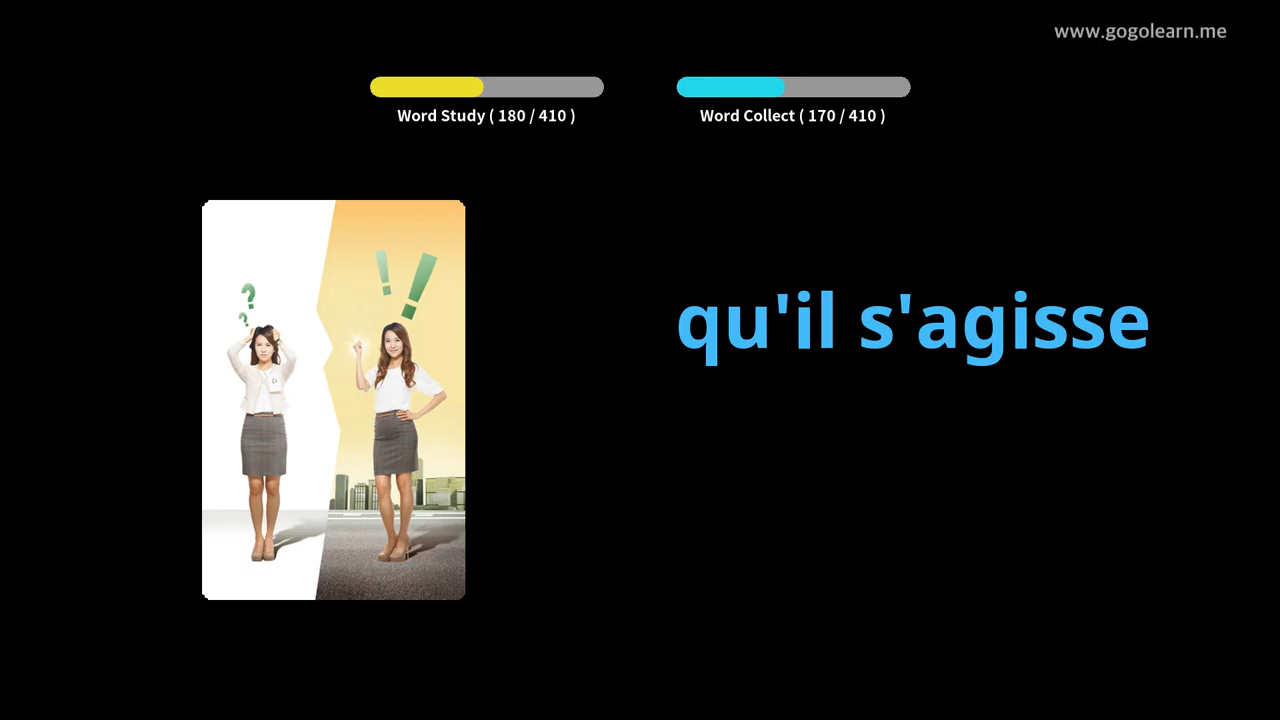 www.gogolearn.me
Word Study ( 180 / 410 )
Word Collect ( 170 / 410 )
? ?
! !
qu'il s'agisse